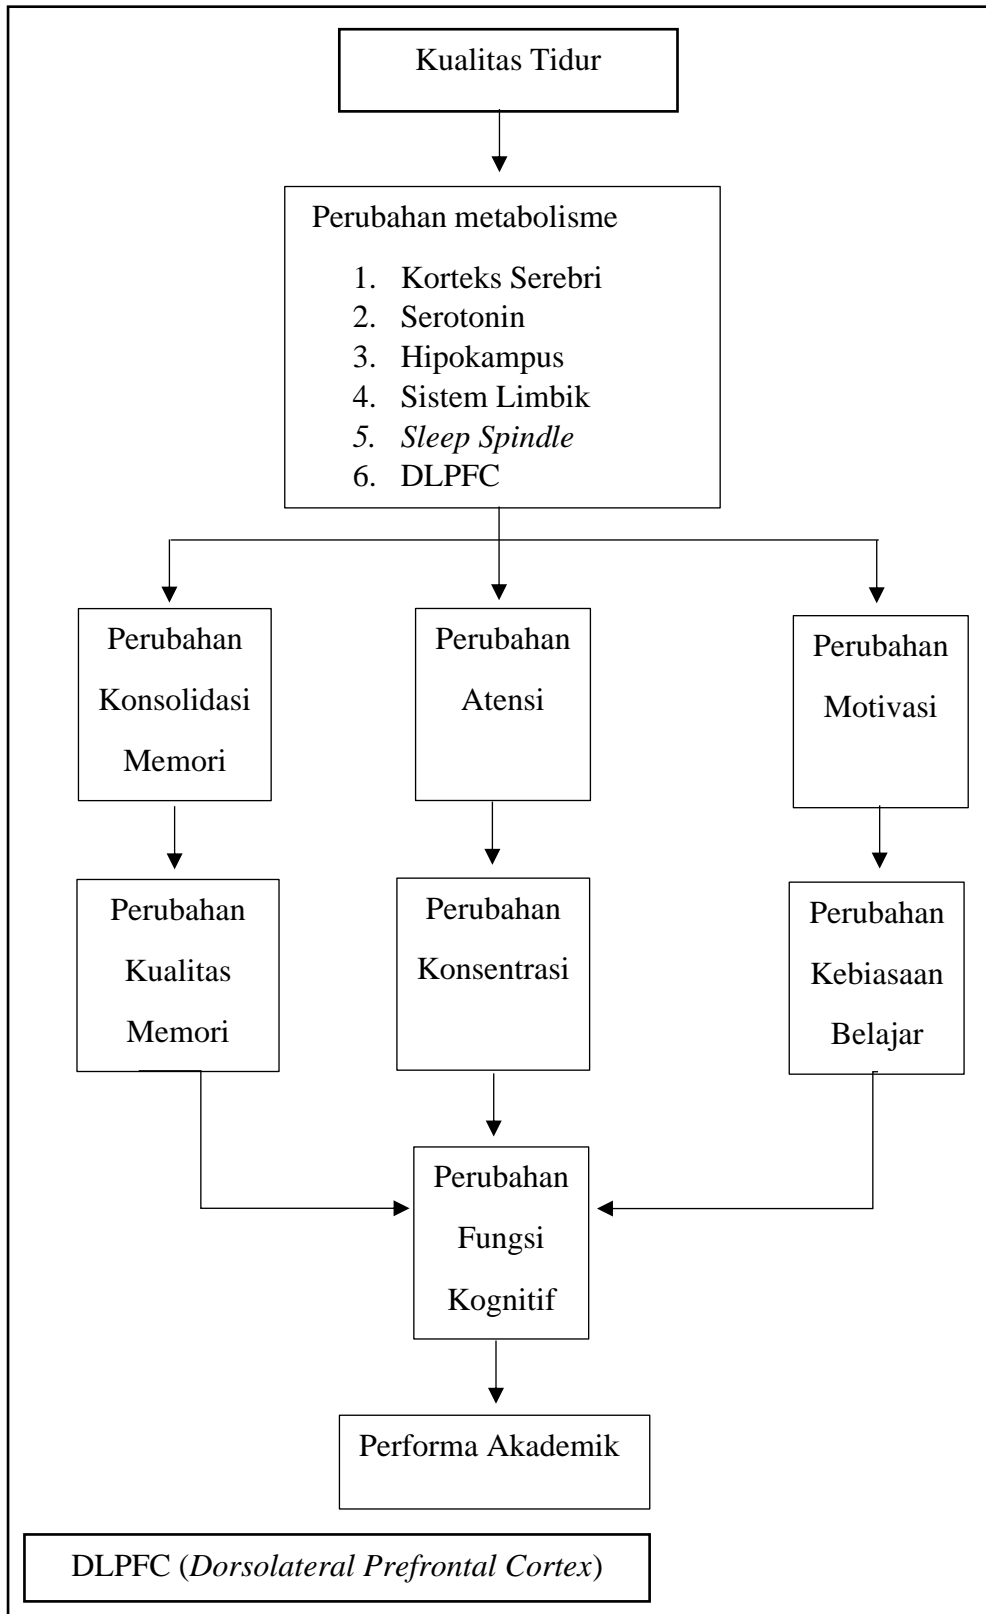 Kualitas Tidur
Perubahan metabolisme
1. Korteks Serebri
2. Serotonin
3. Hipokampus
4. Sistem Limbik
5. Sleep Spindle
6. DLPFC
Perubahan
Konsolidasi
Memori
Perubahan
Atensi
Perubahan
Motivasi
Perubahan
Kualitas
Memori
Perubahan
Konsentrasi
Perubahan
Kebiasaan
Belajar
Perubahan
Fungsi
Kognitif
Performa Akademik
DLPFC (Dorsolateral Prefrontal Cortex)